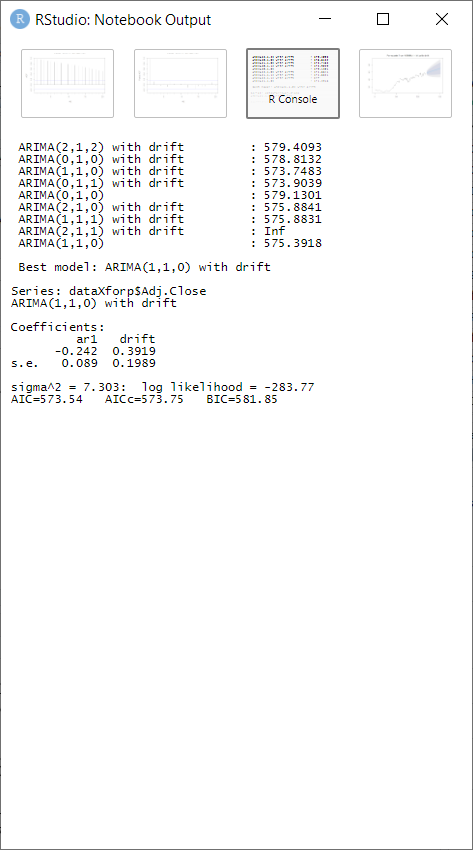 R RStudio: Notebook Output
R Console
ARIMA(2,1,2) with drift : 579.4093
ARIMA(0,1,0) with drift : 578.8132
ARIMA(1,1,0) with drift : 573.7483
ARIMA(0,1,1) with drift : 573.9039
ARIMA(0,1,0) : 579.1301
ARIMA(2,1,0) with drift : 575.8841
ARIMA(1,1,1) with drift : 575.8831
ARIMA(2,1,1) with drift : Inf
ARIMA(1,1,0) : 575.3918
Best model: ARIMA(1,1,0) with drift
Series: dataXforp$Adj.Close
ARIMA(1,1,0) with drift
Coefficients:
ar1 drift
-0.242 0.3919
s.e. 0.089 0.1989
sigma^2 = 7.303: log likelihood = -283.77
AIC=573.54 AICc=573.75 BIC=581.85